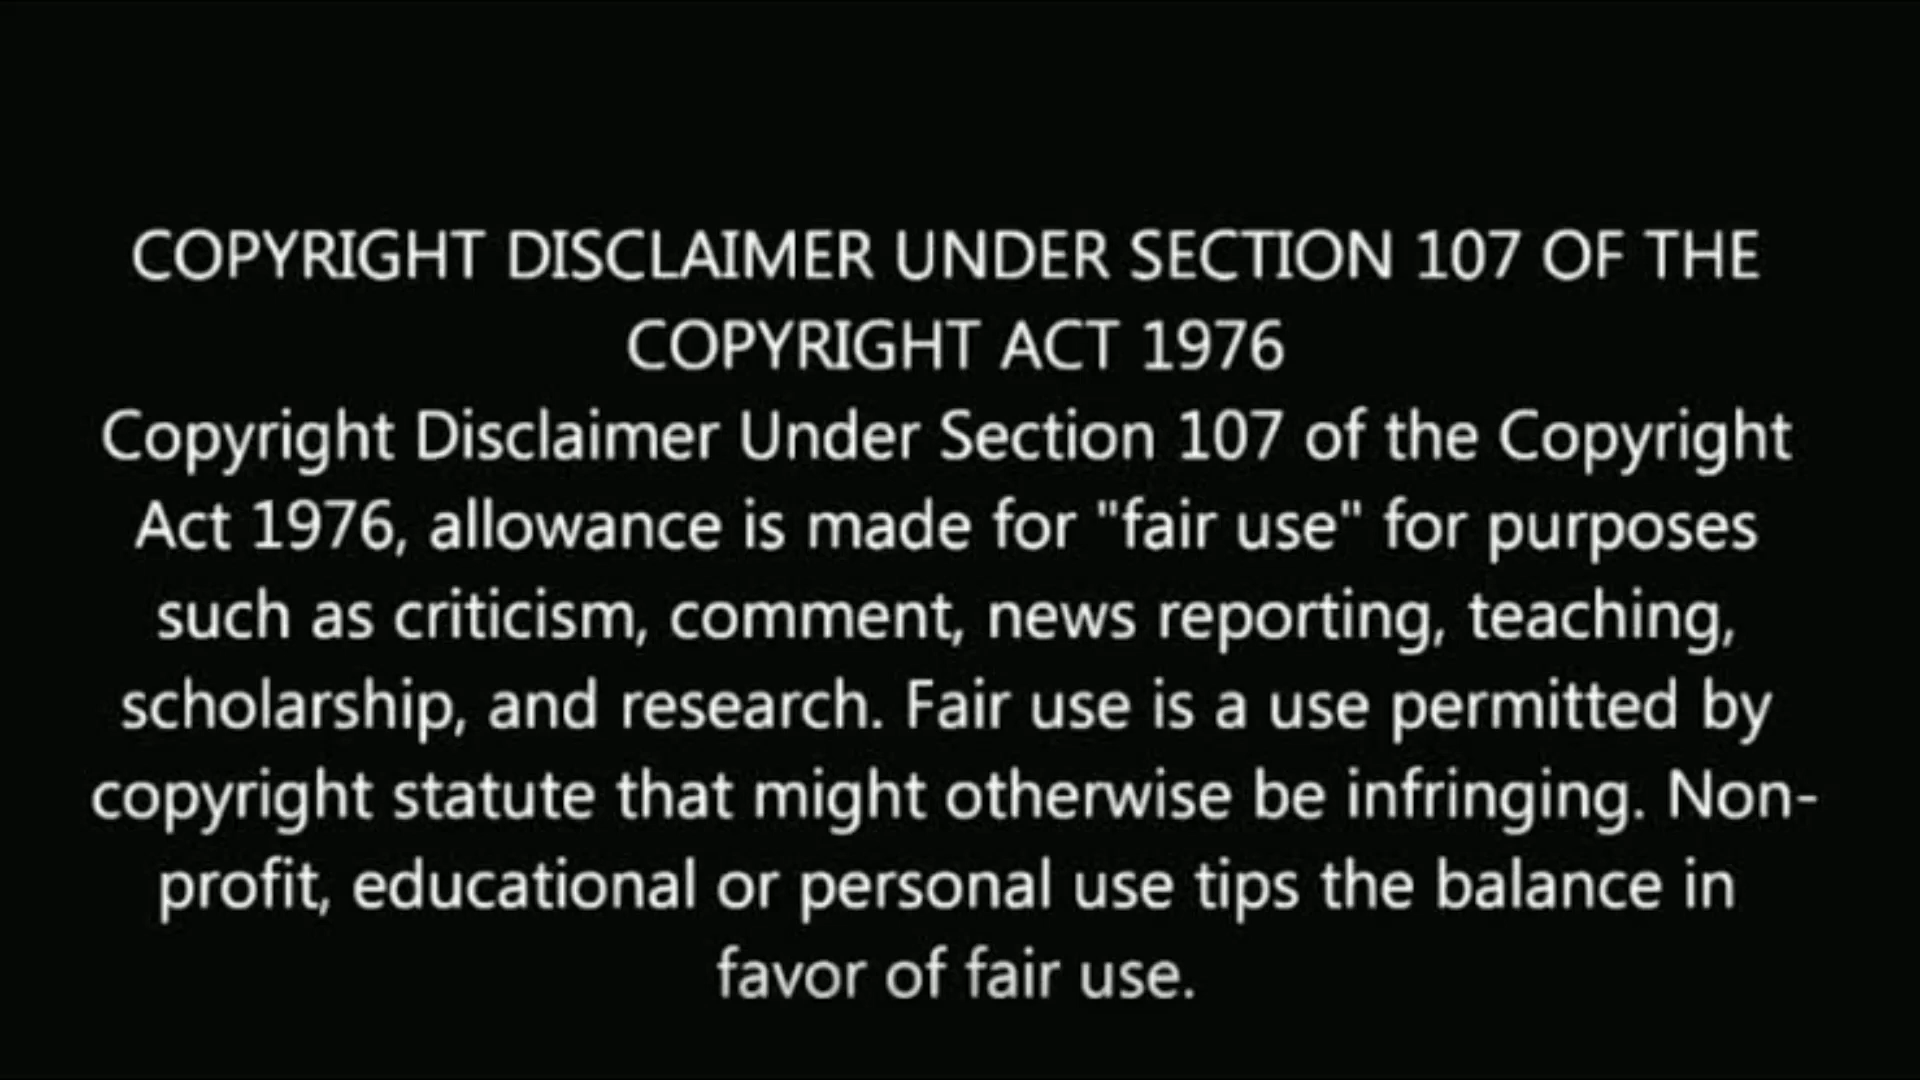 COPYRIGHT DISCLAIMER UNDER SECTION 107 OF THE
COPYRIGHT ACT 1976
Copyright Disclaimer Under Section 107 of the Copyright
Act 1976, allowance is made for "fair use" for purposes
such as criticism, comment, news reporting, teaching,
scholarship, and research. Fair use is a use permitted by
copyright statute that might otherwise be infringing. Non-
profit, educational or personal use tips the balance in
favor of fair use.